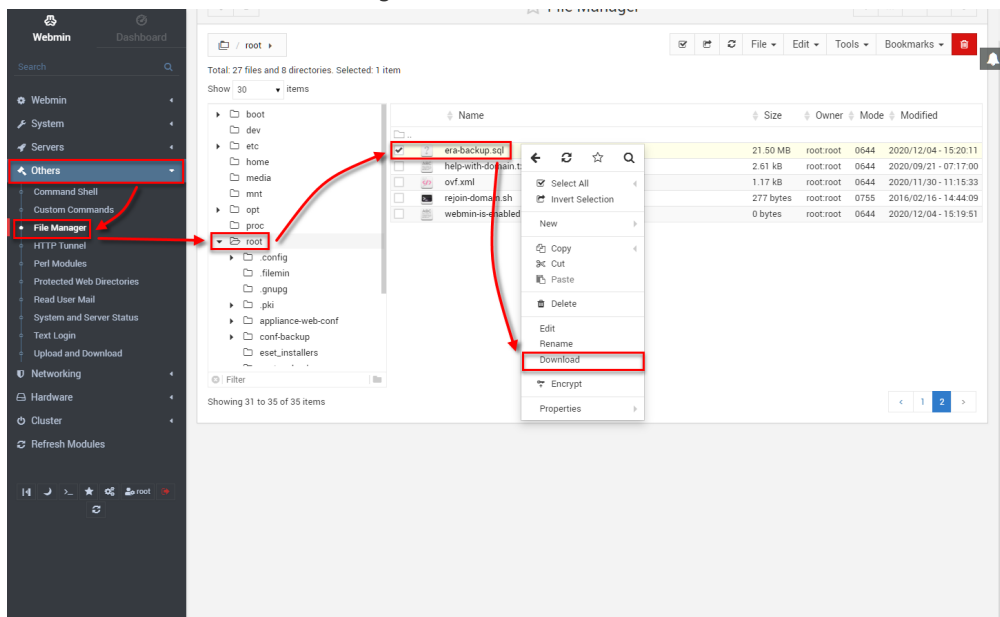 File Manager
Webmin
Dashboard
Search
Webmin
System
Servers
Others
Command Shell
Custom Commands
File Manager
HTTP Tunnel
Perl Modules
Protected Web Directories
Read User Mail
System and Server Status
Text Login
Upload and Download
Networking
Hardware
Cluster
Refresh Modules
root
/ root
File
Edit
Tools
Bookmarks
Total: 27 files and 8 directories. Selected: 1 item
Show 30 items
boot
dev
etc
home
media
mnt
opt
proc
root
.config
.filemin
.gnupg
.pki
appliance-web-conf
conf-backup
eset_installers
Filter
Showing 31 to 35 of 35 items
Name Size Owner Mode Modified
..
era-backup.sql 21.50 MB root:root 0644 2020/12/04 - 15:20:11
help-with-domain.t 2.61 kB root:root 0644 2020/09/21 - 07:17:00
ovf.xml 1.17 kB root:root 0644 2020/11/30 - 11:15:33
rejoin-domain.sh 277 bytes root:root 0755 2016/02/16 - 14:44:09
webmin-is-enabled 0 bytes root:root 0644 2020/12/04 - 15:19:51
Select All
Invert Selection
New
Copy
Cut
Paste
Delete
Edit
Rename
Download
Encrypt
Properties
< 1 2 >